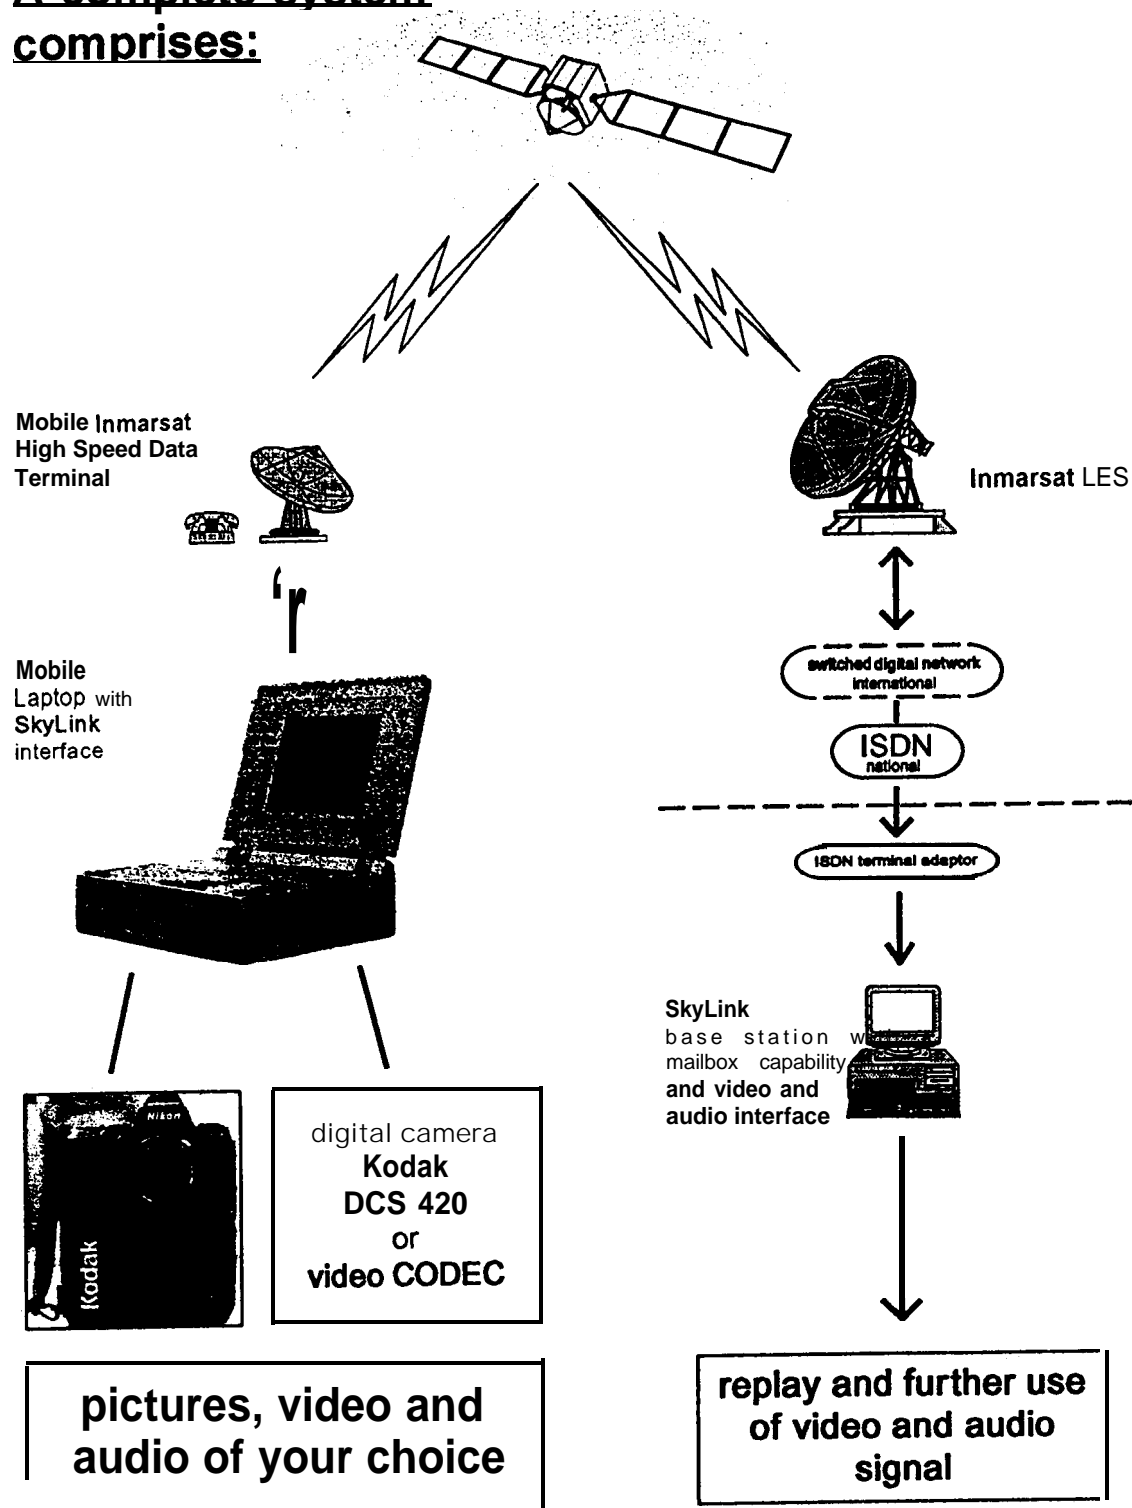 A complete system
comprises:
Mobile Inmarsat
High Speed Data
Terminal
Inmarsat LES
Mobile
Laptop with
SkyLink
interface
switched digital network
international
ISDN
national
ISDN terminal adaptor
SkyLink
base station
mailbox capability
and video and
audio interface
Nikon
Kodak
digital camera
Kodak
DCS 420
or
video CODEC
pictures, video and
audio of your choice
replay and further use
of video and audio
signal